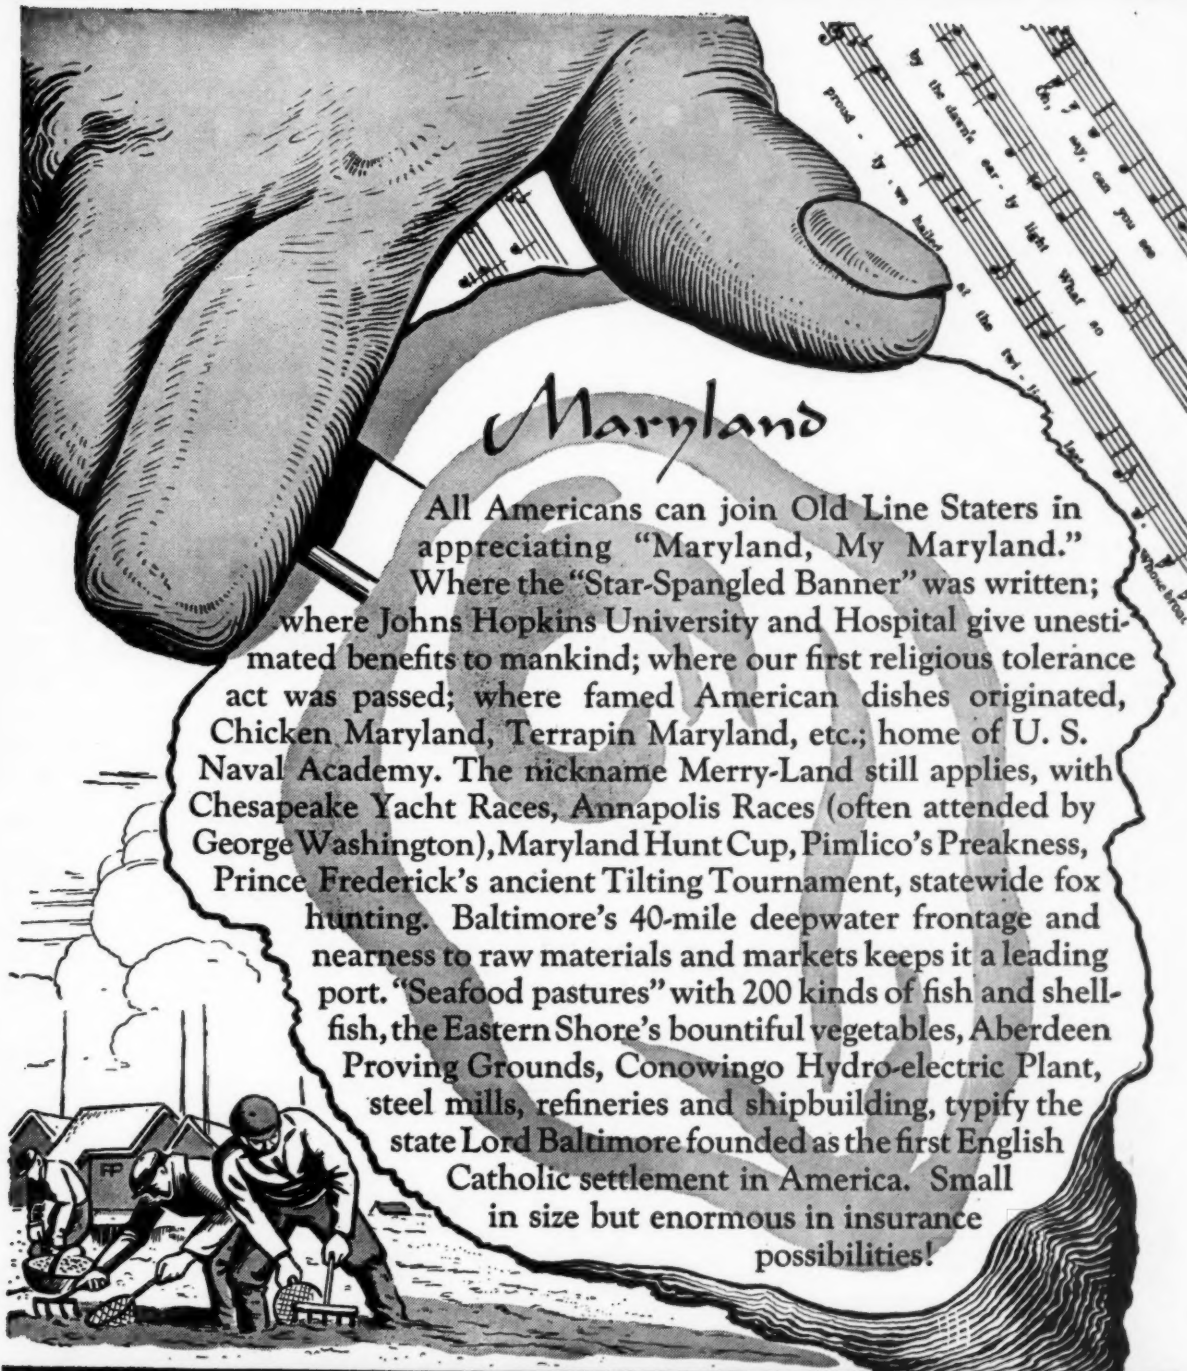 Oh, say, can you see
by the dawn's ear - ly light What so
proud - ly we hailed at the
Maryland
All Americans can join Old Line Staters in
appreciating “Maryland, My Maryland.”
Where the “Star-Spangled Banner” was written;
where Johns Hopkins University and Hospital give unesti-
mated benefits to mankind; where our first religious tolerance
act was passed; where famed American dishes originated,
Chicken Maryland, Terrapin Maryland, etc.; home of U. S.
Naval Academy. The nickname Merry-Land still applies, with
Chesapeake Yacht Races, Annapolis Races (often attended by
George Washington), Maryland Hunt Cup, Pimlico's Preakness,
Prince Frederick's ancient Tilting Tournament, statewide fox
hunting. Baltimore's 40-mile deepwater frontage and
nearness to raw materials and markets keeps it a leading
port. “Seafood pastures” with 200 kinds of fish and shell-
fish, the Eastern Shore's bountiful vegetables, Aberdeen
Proving Grounds, Conowingo Hydro-electric Plant,
steel mills, refineries and shipbuilding, typify the
state Lord Baltimore founded as the first English
Catholic settlement in America. Small
in size but enormous in insurance
possibilities!